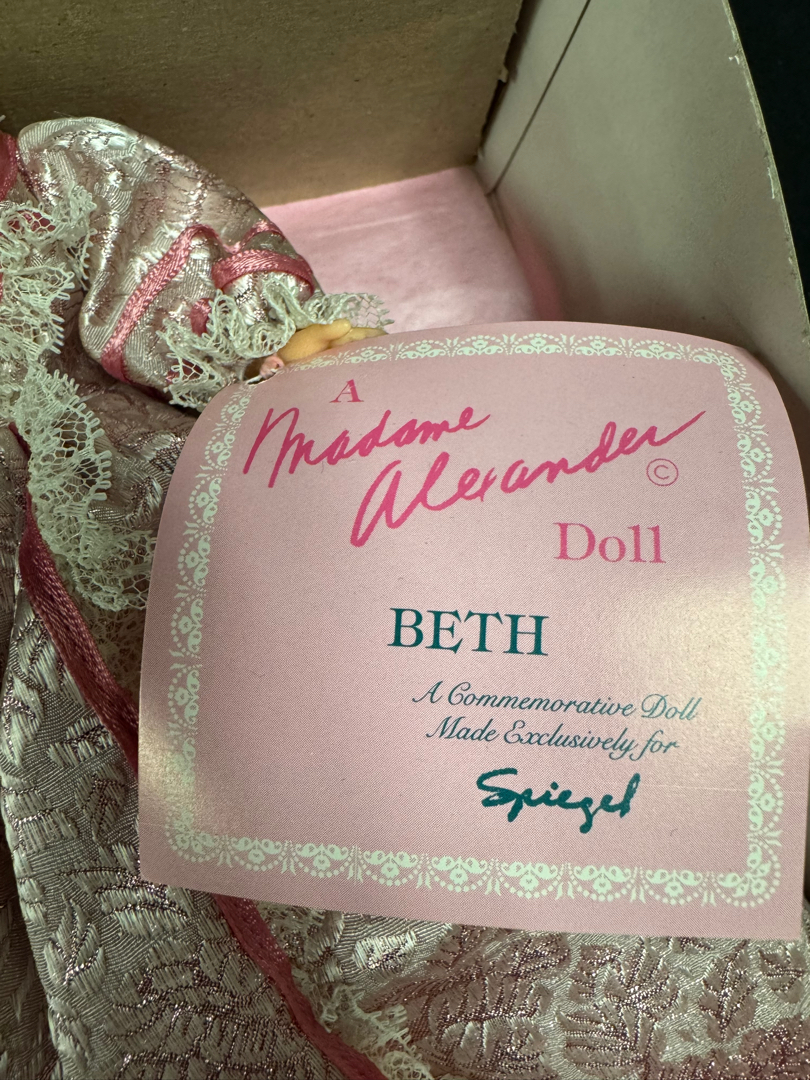 A
Madame
Alexander ©
Doll
BETH
A Commemorative Doll
Made Exclusively for
Spiegel